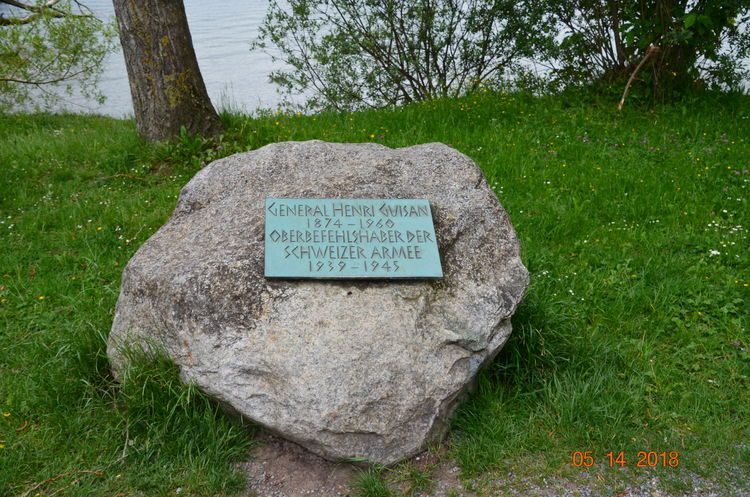 GENERAL HENRI GUISAN
1874-1960
OBERBEFEHLSHABER DER
SCHWEIZER ARMEE
1939-1945
05 14 2018